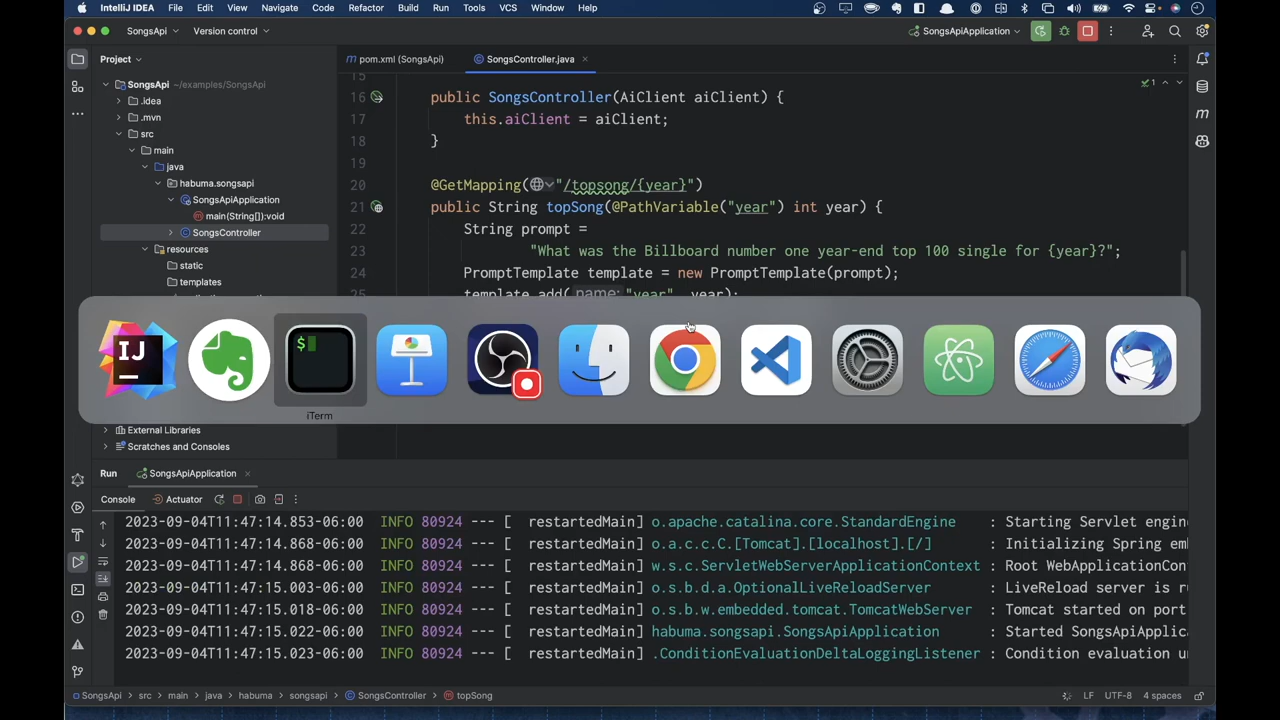 IntelliJ IDEA File Edit View Navigate Code Refactor Build Run Tools VCS Window Help
SongsApi Version control SongsApiApplication
Project
pom.xml (SongsApi) SongsController.java
SongsApi ~/examples/SongsApi
.idea
.mvn
src
main
java
habuma.songsapi
SongsApiApplication
main(String[]):void
SongsController
resources
static
templates
15
16 public SongsController(AiClient aiClient) {
17 this.aiClient = aiClient;
18 }
19
20 @GetMapping("/topsong/{year}")
21 public String topSong(@PathVariable("year") int year) {
22 String prompt =
23 "What was the Billboard number one year-end top 100 single for {year}?";
24 PromptTemplate template = new PromptTemplate(prompt);
25 template.add(name: "year", year);
1
IJ
$
iTerm
External Libraries
Scratches and Consoles
Run SongsApiApplication
Console Actuator
2023-09-04T11:47:14.853-06:00 INFO 80924 --- [ restartedMain] o.apache.catalina.core.StandardEngine : Starting Servlet engin
2023-09-04T11:47:14.868-06:00 INFO 80924 --- [ restartedMain] o.a.c.c.C.[Tomcat].[localhost].[/] : Initializing Spring emb
2023-09-04T11:47:14.868-06:00 INFO 80924 --- [ restartedMain] w.s.c.ServletWebServerApplicationContext : Root WebApplicationCon
2023-09-04T11:47:15.003-06:00 INFO 80924 --- [ restartedMain] o.s.b.d.a.OptionalLiveReloadServer : LiveReload server is r
2023-09-04T11:47:15.018-06:00 INFO 80924 --- [ restartedMain] o.s.b.w.embedded.tomcat.TomcatWebServer : Tomcat started on port
2023-09-04T11:47:15.022-06:00 INFO 80924 --- [ restartedMain] habuma.songsapi.SongsApiApplication : Started SongsApiApplic
2023-09-04T11:47:15.023-06:00 INFO 80924 --- [ restartedMain] .ConditionEvaluationDeltaLoggingListener : Condition evaluation u
SongsApi src main java habuma songsapi SongsController topSong LF UTF-8 4 spaces